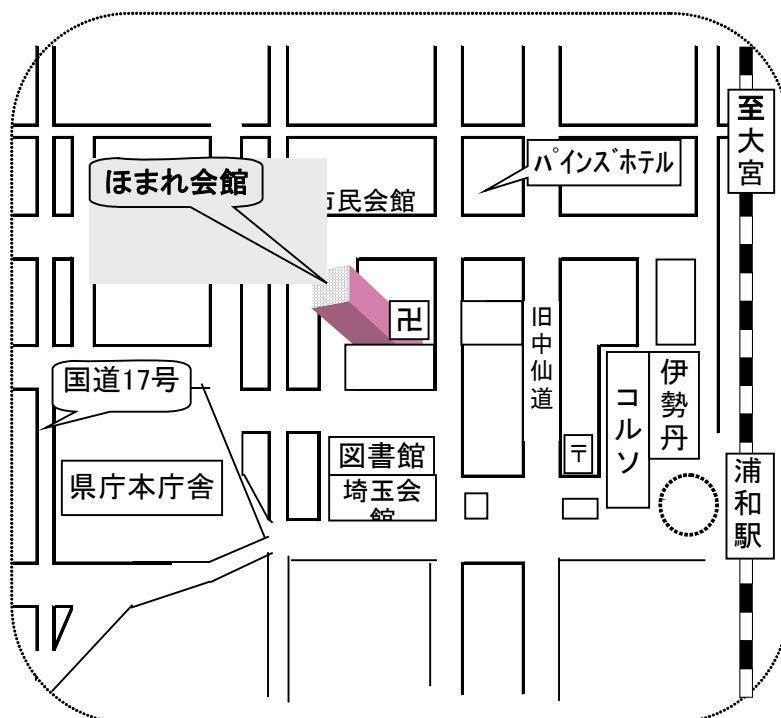 至大宮
パインズホテル
ほまれ会館
市民会館
卍
旧中仙道
国道17号
伊勢丹
コルソ
図書館
〒
浦和駅
県庁本庁舎
埼玉会
館